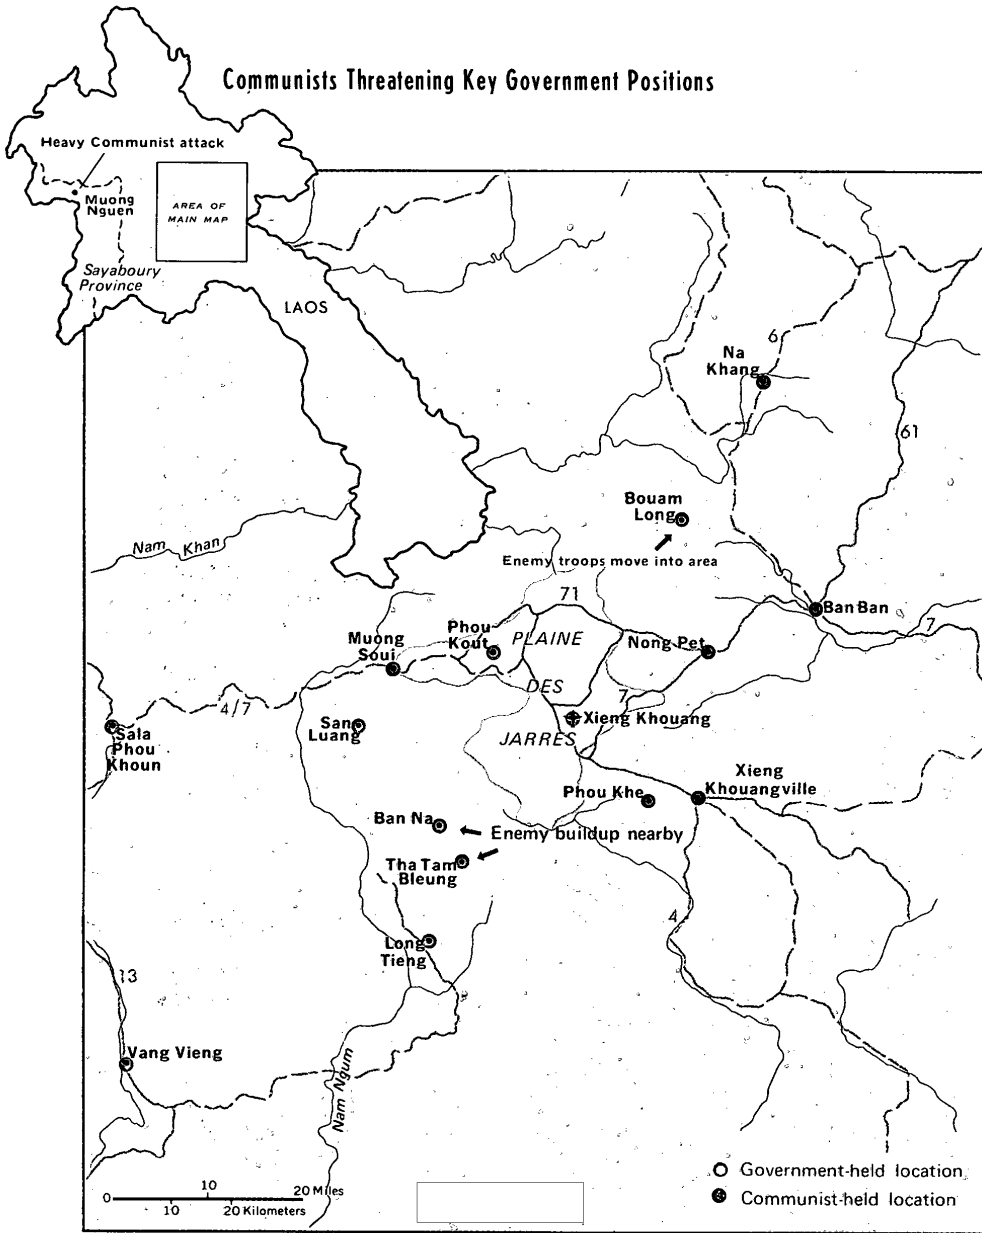 Communists Threatening Key Government Positions
Heavy Communist attack
Muong
Nguen
AREA OF
MAIN MAP
Sayaboury
Province
LAOS
6
Na
Khang
61
Bouam
Long
Nam Khan
Enemy troops move into area
71
Ban Ban
7
Phou
Kout
PLAINE
Muong
Soui
Nong Pet
DES
7
4/7
San
Luang
Xieng Khouang
Sala
Phou
Khoun
JARRES
Xieng
Khouangville
Phou Khe
Ban Na
Enemy buildup nearby
Tha Tam
Bleung
4
Long
Tieng
13
Vang Vieng
Nam Ngum
Government-held location
Communist-held location
0 10 20 Miles
10 20 Kilometers